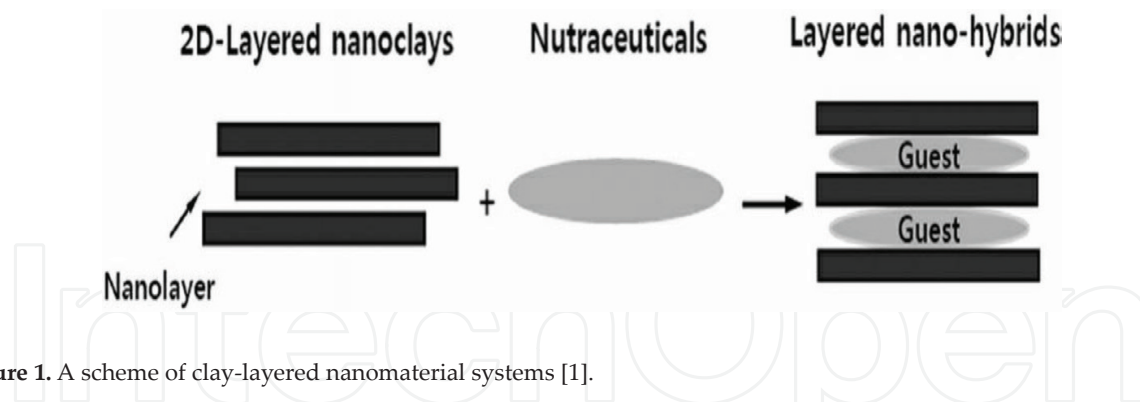 2D-Layered nanoclays Nutraceuticals Layered nano-hybrids
Guest
+
Guest
Nanolayer
IntechOpen
ure 1. A scheme of clay-layered nanomaterial systems [1].